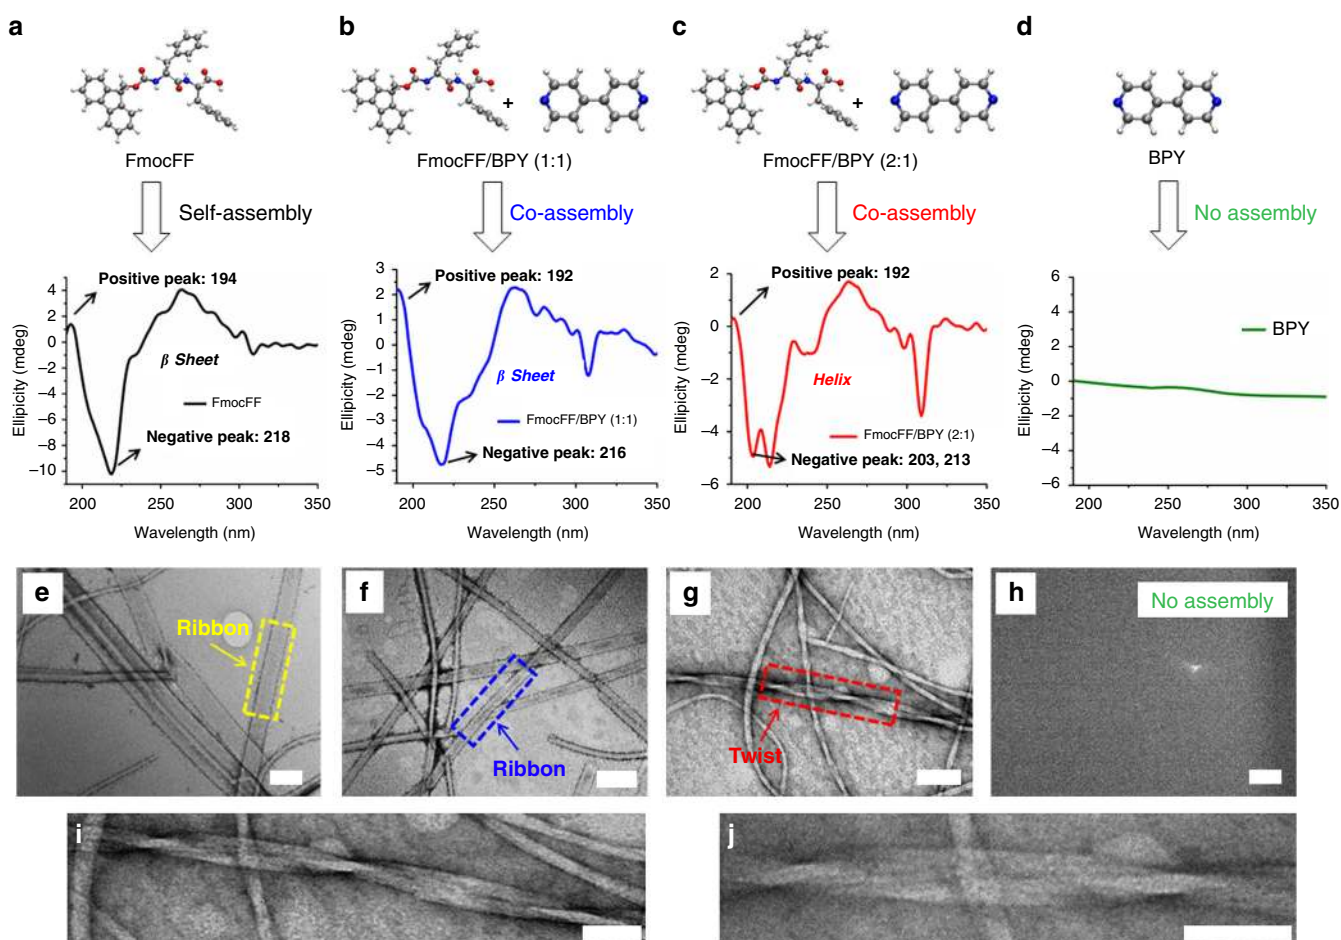 a
b
c
d
+
+
FmocFF
FmocFF/BPY (1:1)
FmocFF/BPY (2:1)
BPY
Self-assembly
Co-assembly
Co-assembly
No assembly
Positive peak: 194
4
2
0
−2
−4
−6
−8
−10
Ellipicity (mdeg)
β Sheet
FmocFF
Negative peak: 218
200
250
300
350
Wavelength (nm)
Positive peak: 192
3
2
1
0
−1
−2
−3
−4
−5
Ellipicity (mdeg)
β Sheet
FmocFF/BPY (1:1)
Negative peak: 216
200
250
300
350
Wavelength (nm)
Positive peak: 192
2
0
−2
−4
−6
Ellipicity (mdeg)
Helix
FmocFF/BPY (2:1)
Negative peak: 203, 213
200
250
300
350
Wavelength (nm)
6
4
2
0
−2
−4
−6
Ellipicity (mdeg)
BPY
200
250
300
350
Wavelength (nm)
e
Ribbon
f
Ribbon
g
Twist
h
No assembly
i
j